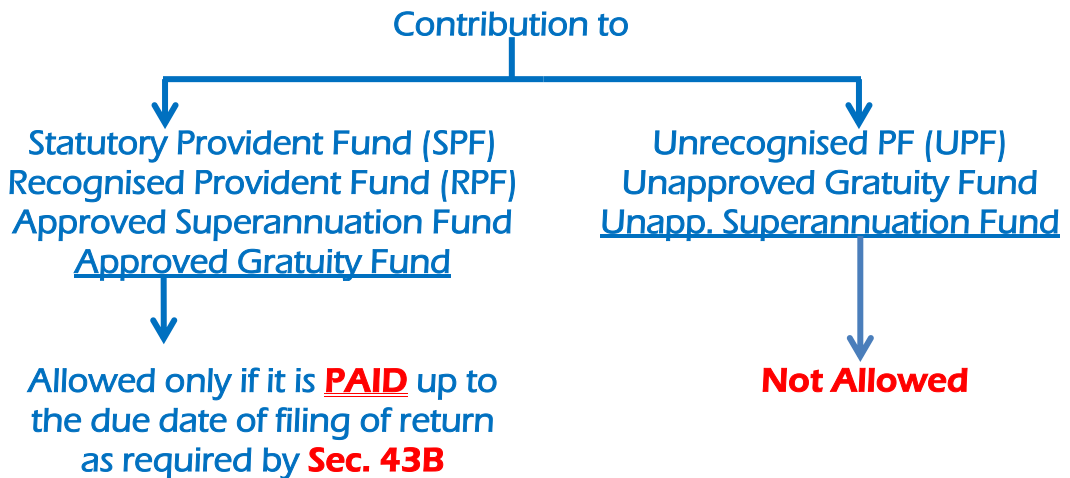 Contribution to
Statutory Provident Fund (SPF)
Recognised Provident Fund (RPF)
Approved Superannuation Fund
Approved Gratuity Fund
Allowed only if it is PAID up to
the due date of filing of return
as required by Sec. 43B
Unrecognised PF (UPF)
Unapproved Gratuity Fund
Unapp. Superannuation Fund
Not Allowed